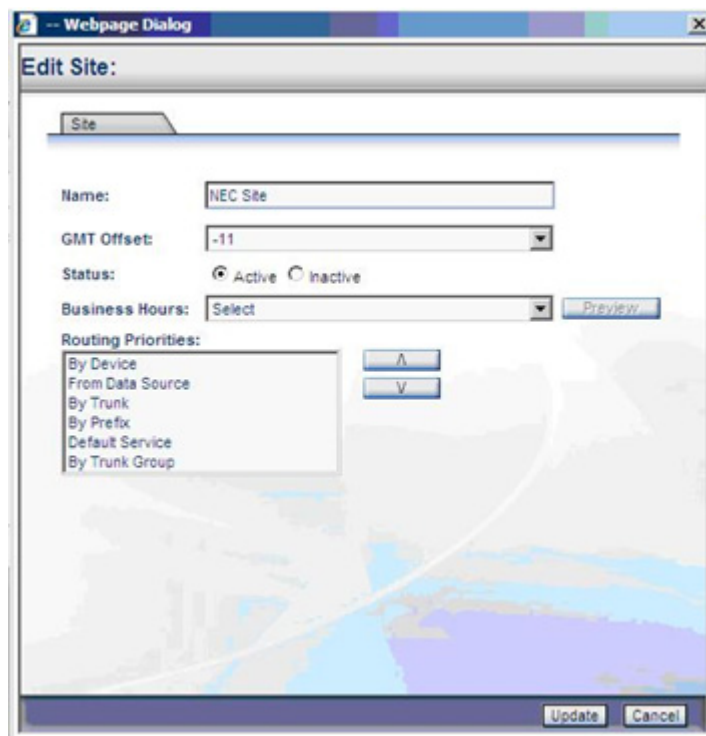 -- Webpage Dialog
Edit Site:
Site
Name: NEC Site
GMT Offset: -11
Status: Active Inactive
Business Hours: Select Preview
Routing Priorities:
By Device
From Data Source
By Trunk
By Prefix
Default Service
By Trunk Group
Λ
V
Update Cancel